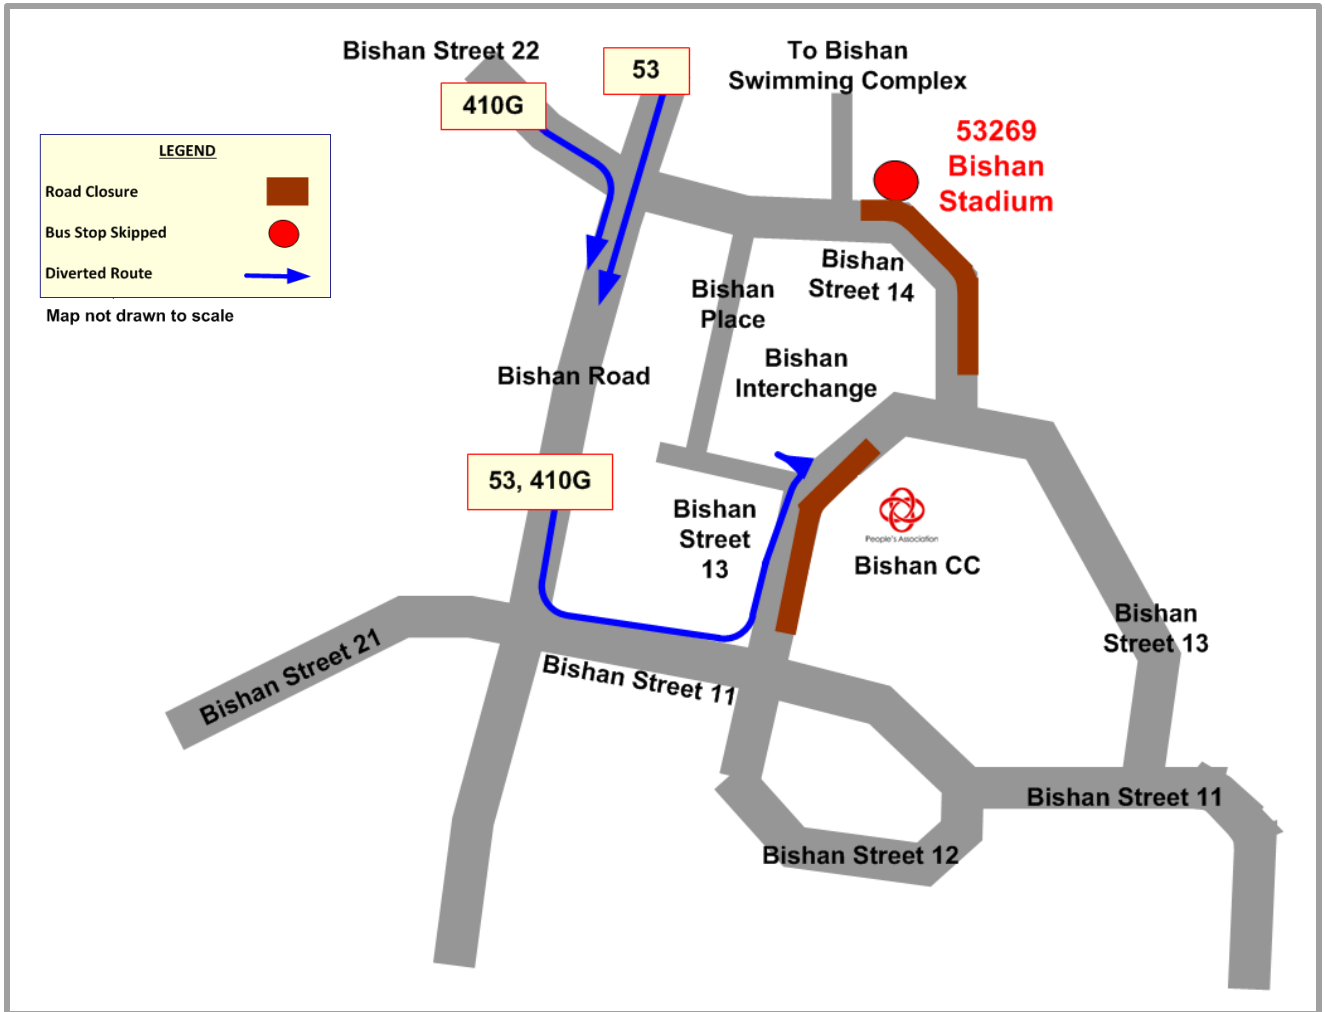 Bishan Street 22
410G
53
To Bishan
Swimming Complex
53269
Bishan
Stadium
LEGEND
Road Closure
Bus Stop Skipped
Diverted Route
Map not drawn to scale
Bishan
Street 14
Bishan
Place
Bishan
Interchange
Bishan Road
53, 410G
Bishan
Street
13
People's Association
Bishan CC
Bishan
Street 13
Bishan Street 21
Bishan Street 11
Bishan Street 11
Bishan Street 12